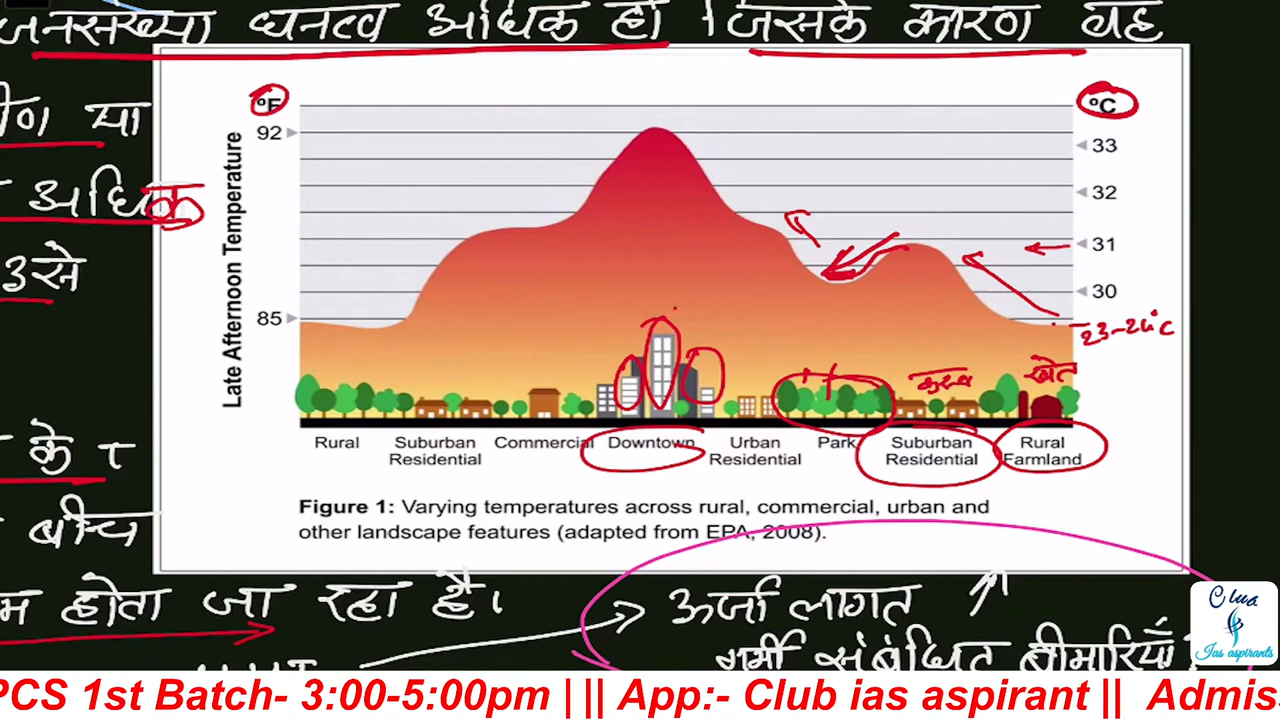 जनसंख्या घनत्व अधिक हो । जिसके कारण यह
या
अधिक
उसे
के
बीच
होता जा रहा है।
ऊर्जा लागत ↑
गर्मी संबंधित बीमारियाँ
°F
°C
92
85
33
32
31
30
Late Afternoon Temperature
23-24°C
कस्बा
खेत
Rural
Suburban Residential
Commercial
Downtown
Urban Residential
Park
Suburban Residential
Rural Farmland
Figure 1: Varying temperatures across rural, commercial, urban and
other landscape features (adapted from EPA, 2008).
Club
Ias aspirants
PCS 1st Batch- 3:00-5:00pm | || App:- Club ias aspirant || Admis